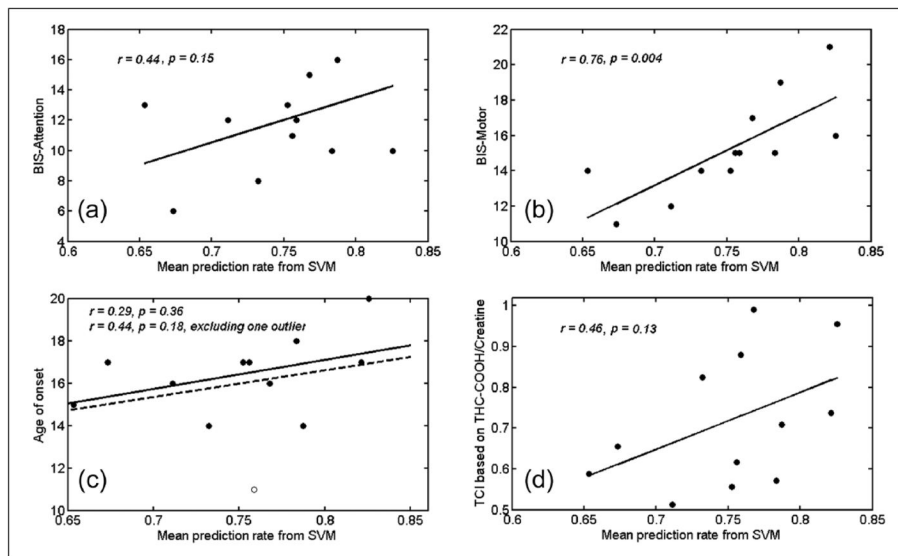 r = 0.44, p = 0.15
BIS-Attention
18
16
14
12
10
8
6
4
(a)
0.6
0.65
0.7
0.75
0.8
0.85
Mean prediction rate from SVM
r = 0.76, p = 0.004
BIS-Motor
22
20
18
16
14
12
10
(b)
0.6
0.65
0.7
0.75
0.8
0.85
Mean prediction rate from SVM
r = 0.29, p = 0.36
r = 0.44, p = 0.18, excluding one outlier
Age of onset
20
18
16
14
12
10
(c)
0.65
0.7
0.75
0.8
0.85
Mean prediction rate from SVM
r = 0.46, p = 0.13
TCI based on THC-COOH/Creatine
1
0.9
0.8
0.7
0.6
0.5
(d)
0.6
0.65
0.7
0.75
0.8
0.85
Mean prediction rate from SVM